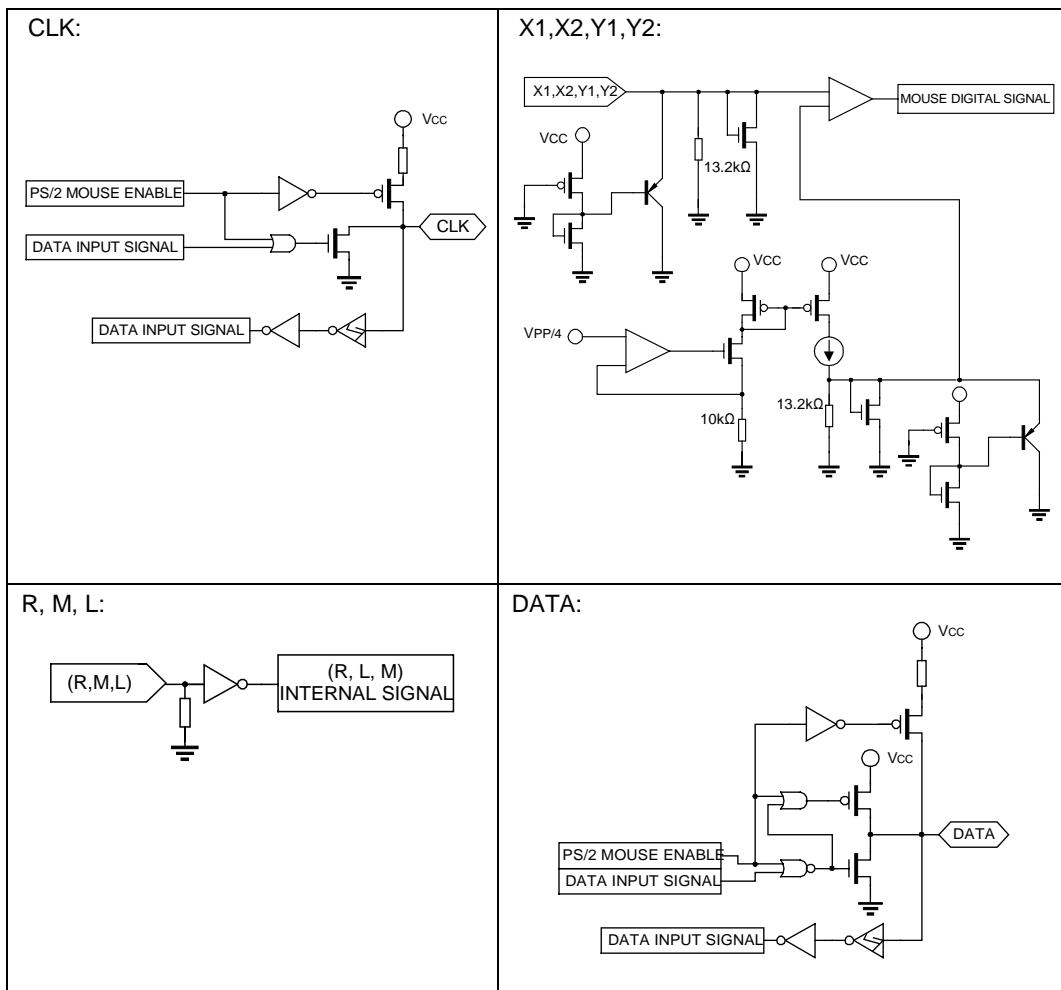 CLK:
Vcc
PS/2 MOUSE ENABLE
DATA INPUT SIGNAL
CLK
DATA INPUT SIGNAL
X1,X2,Y1,Y2:
X1,X2,Y1,Y2
MOUSE DIGITAL SIGNAL
Vcc
13.2kΩ
Vcc
Vcc
VPP/4
10kΩ
13.2kΩ
R, M, L:
(R,M,L)
(R, L, M)
INTERNAL SIGNAL
DATA:
Vcc
Vcc
DATA
PS/2 MOUSE ENABLE
DATA INPUT SIGNAL
DATA INPUT SIGNAL